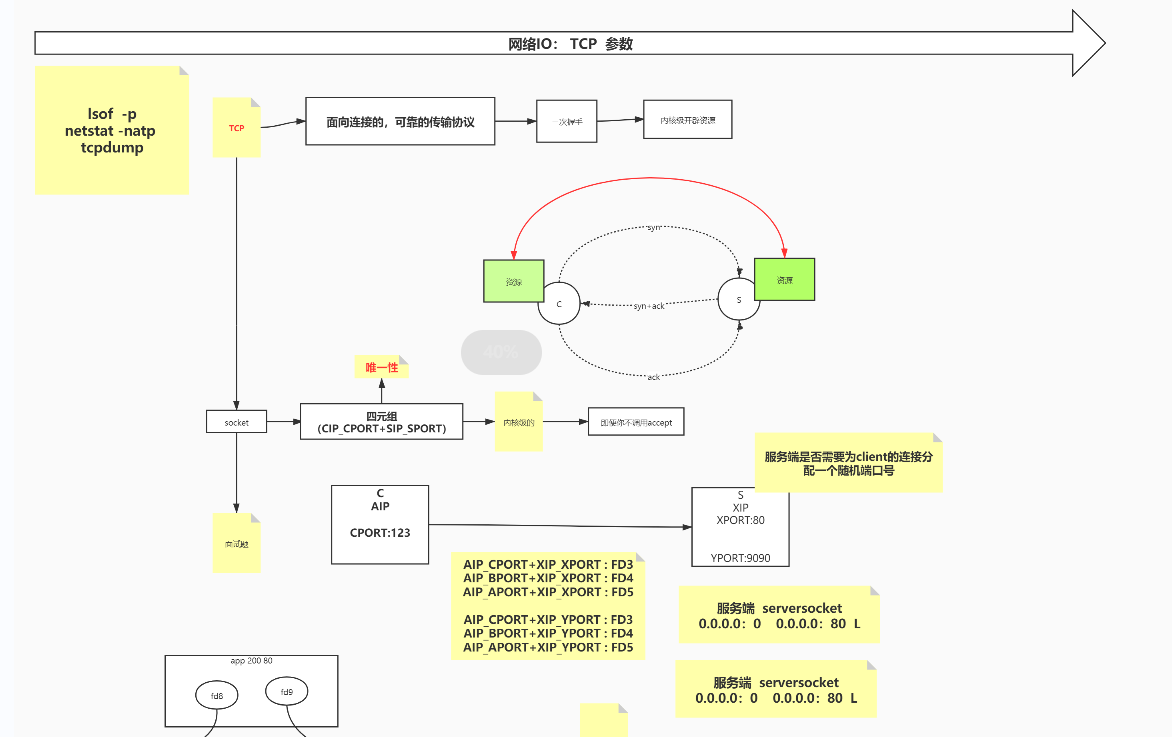 网络IO： TCP 参数
lsof -p
netstat -natp
tcpdump
TCP
面向连接的，可靠的传输协议
内核级开辟资源
syn
资源
资源
C
S
syn+ack
40%
ack
唯一性
socket
四元组
(CIP_CPORT+SIP_SPORT)
内核级的
即使你不调用accept
服务端是否需要为client的连接分
配一个随机端口号
C
AIP
CPORT:123
S
XIP
XPORT:80
YPORT:9090
面试题
AIP_CPORT+XIP_XPORT : FD3
AIP_BPORT+XIP_XPORT : FD4
AIP_APORT+XIP_XPORT : FD5
AIP_CPORT+XIP_YPORT : FD3
AIP_BPORT+XIP_YPORT : FD4
AIP_APORT+XIP_YPORT : FD5
服务端 serversocket
0.0.0.0：0 0.0.0.0：80 L
服务端 serversocket
0.0.0.0：0 0.0.0.0：80 L
app 200 80
fd8
fd9